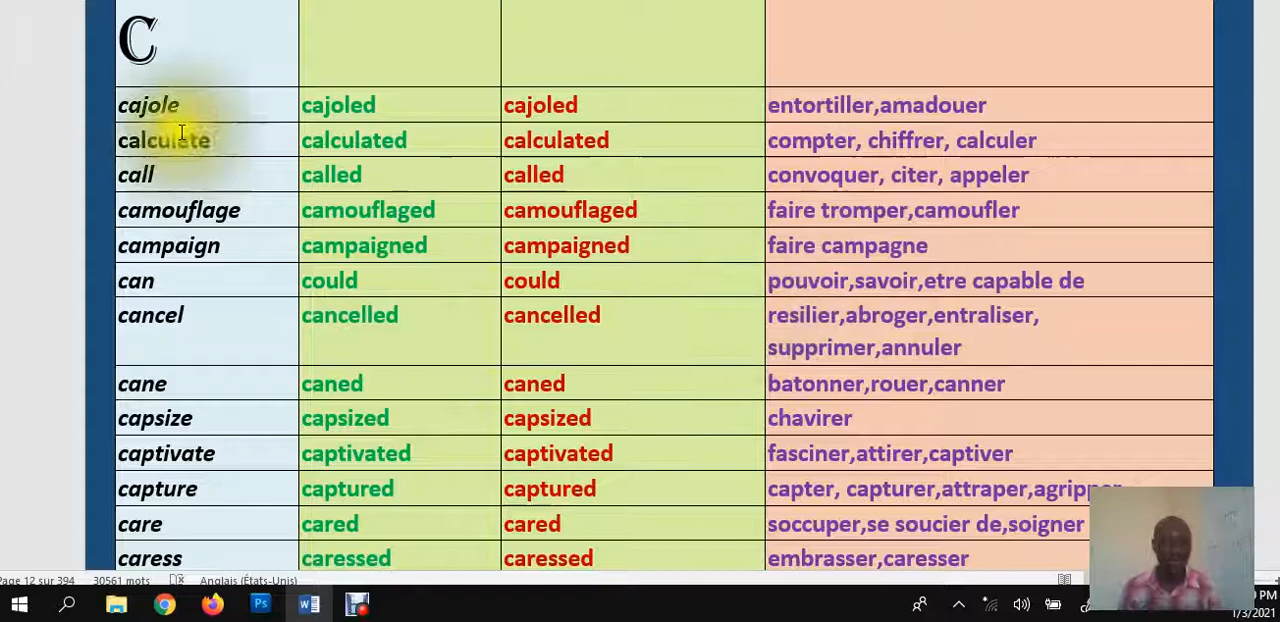 C
cajole cajoled cajoled entortiller,amadouer
calculate calculated calculated compter, chiffrer, calculer
call called called convoquer, citer, appeler
camouflage camouflaged camouflaged faire tromper,camoufler
campaign campaigned campaigned faire campagne
can could could pouvoir,savoir,etre capable de
cancel cancelled cancelled resilier,abroger,entraliser,
supprimer,annuler
cane caned caned batonner,rouer,canner
capsize capsized capsized chavirer
captivate captivated captivated fasciner,attirer,captiver
capture captured captured capter, capturer,attraper,agripper
care cared cared soccuper,se soucier de,soigner
caress caressed caressed embrasser,caresser
Page 12 sur 394 30561 mots Anglais (États-Unis)
PM
1/3/2021